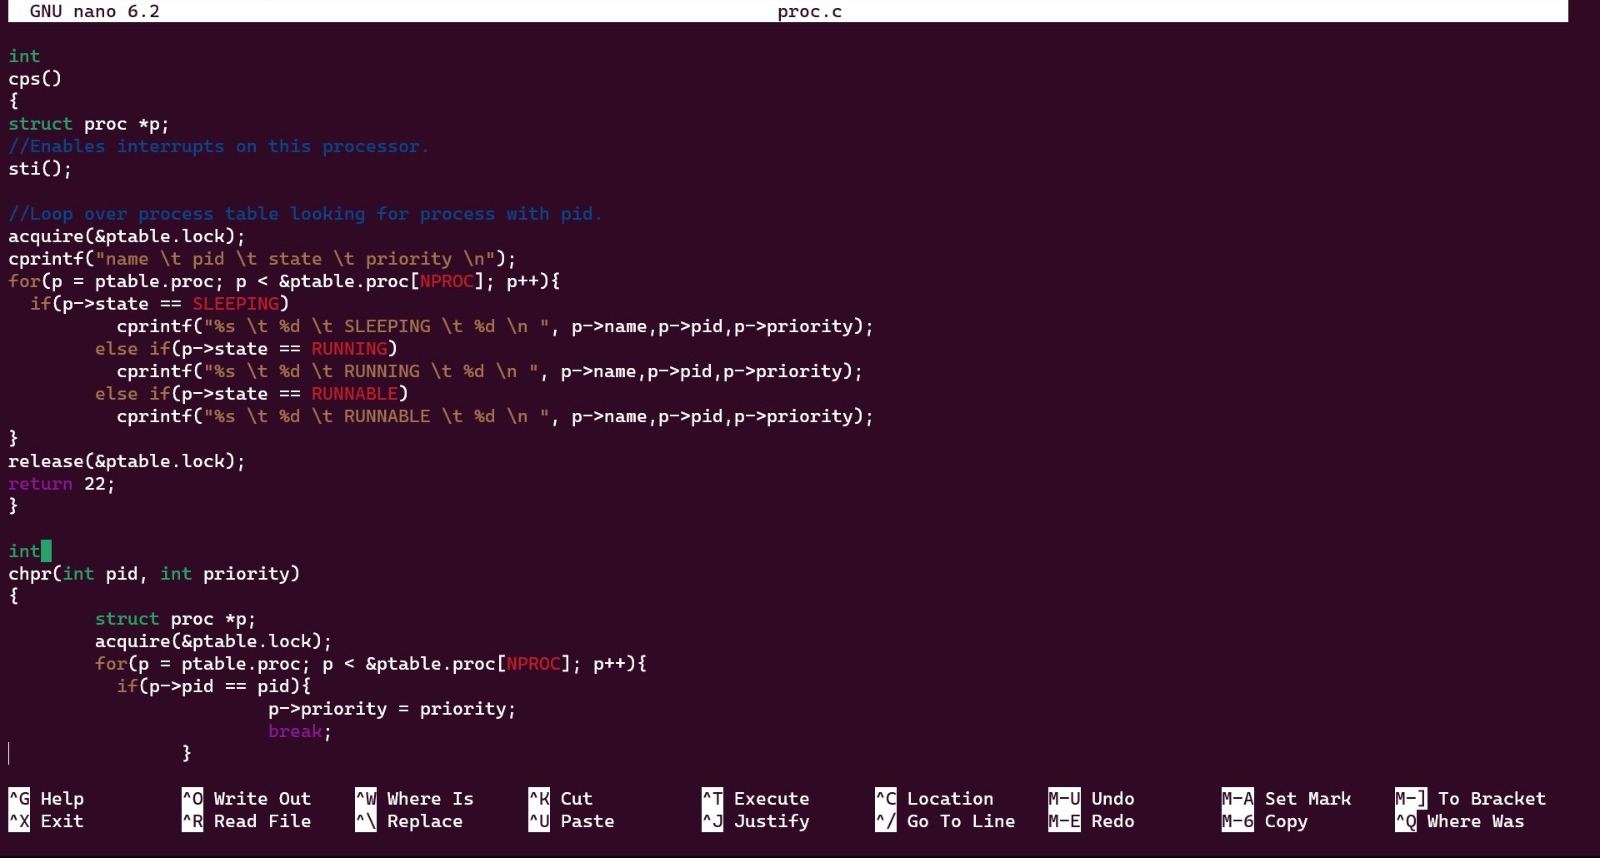 GNU nano 6.2 proc.c
int
cps()
{
struct proc *p;
//Enables interrupts on this processor.
sti();
//Loop over process table looking for process with pid.
acquire(&ptable.lock);
cprintf("name \t pid \t state \t priority \n");
for(p = ptable.proc; p < &ptable.proc[NPROC]; p++){
  if(p->state == SLEEPING)
          cprintf("%s \t %d \t SLEEPING \t %d \n ", p->name,p->pid,p->priority);
        else if(p->state == RUNNING)
          cprintf("%s \t %d \t RUNNING \t %d \n ", p->name,p->pid,p->priority);
        else if(p->state == RUNNABLE)
          cprintf("%s \t %d \t RUNNABLE \t %d \n ", p->name,p->pid,p->priority);
}
release(&ptable.lock);
return 22;
}
int
chpr(int pid, int priority)
{
        struct proc *p;
        acquire(&ptable.lock);
        for(p = ptable.proc; p < &ptable.proc[NPROC]; p++){
          if(p->pid == pid){
                        p->priority = priority;
                        break;
                }
^G Help ^O Write Out ^W Where Is ^K Cut ^T Execute ^C Location M-U Undo M-A Set Mark M-] To Bracket
^X Exit ^R Read File ^\ Replace ^U Paste ^J Justify ^/ Go To Line M-E Redo M-6 Copy ^Q Where Was